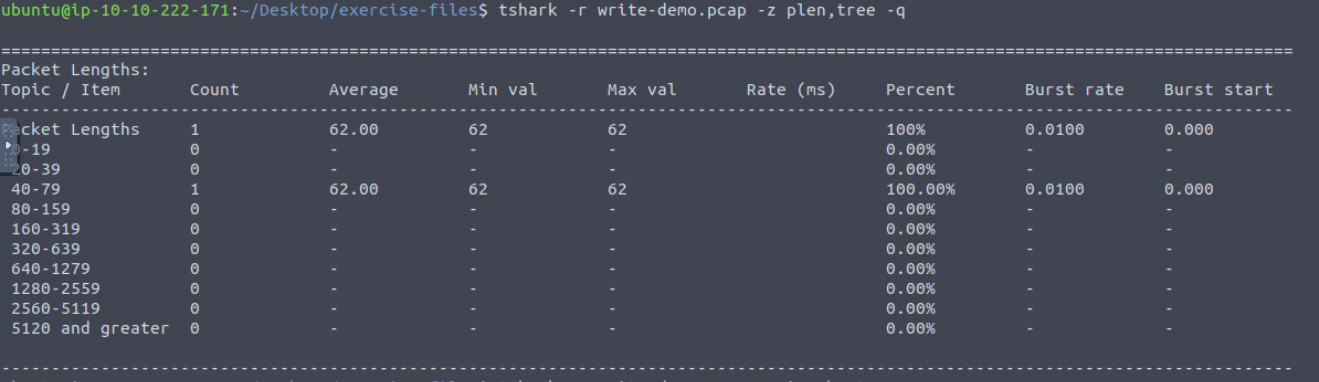 ubuntu@ip-10-10-222-171:~/Desktop/exercise-files$ tshark -r write-demo.pcap -z plen,tree -q
=================================================================================================================================
Packet Lengths:
Topic / Item Count Average Min val Max val Rate (ms) Percent Burst rate Burst start
---------------------------------------------------------------------------------------------------------------------------------
cket Lengths 1 62.00 62 62 100% 0.0100 0.000
-19 0 - - - 0.00% - -
20-39 0 - - - 0.00% - -
40-79 1 62.00 62 62 100.00% 0.0100 0.000
80-159 0 - - - 0.00% - -
160-319 0 - - - 0.00% - -
320-639 0 - - - 0.00% - -
640-1279 0 - - - 0.00% - -
1280-2559 0 - - - 0.00% - -
2560-5119 0 - - - 0.00% - -
5120 and greater 0 - - - 0.00% - -
---------------------------------------------------------------------------------------------------------------------------------